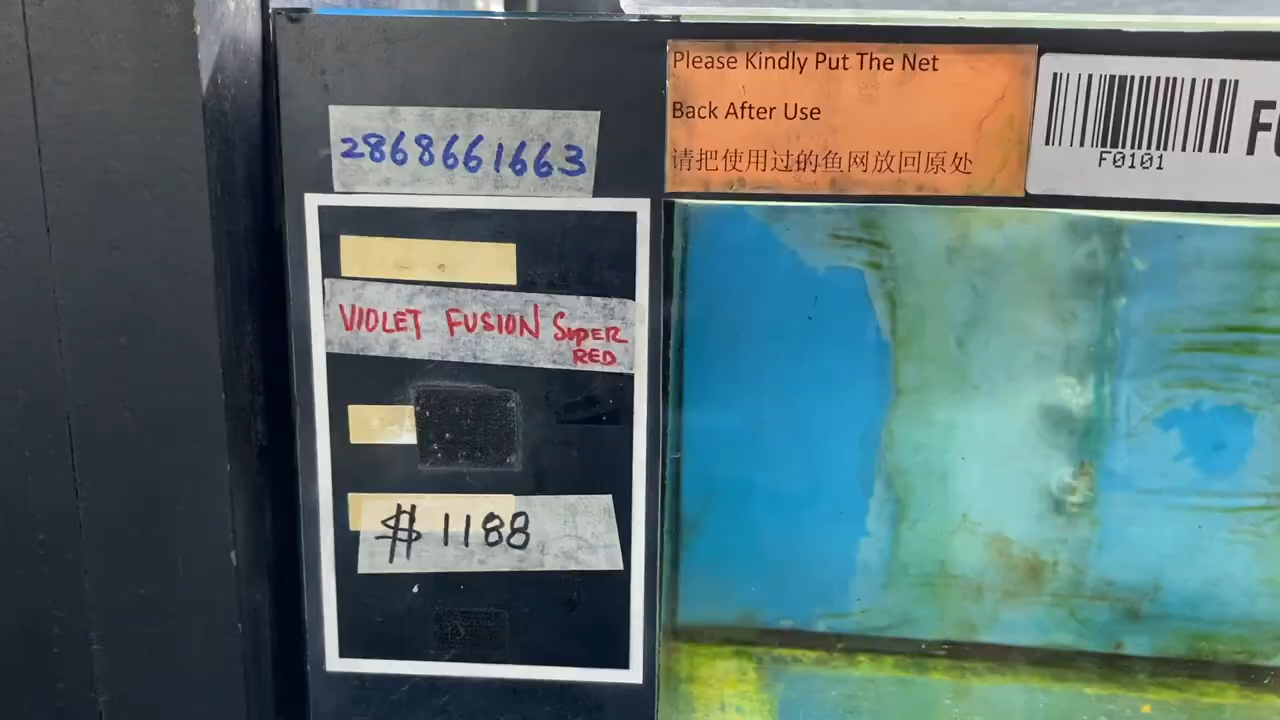 2868661663
VIOLET FUSION SUPER
RED
$ 1188
Please Kindly Put The Net
Back After Use
请把使用过的鱼网放回原处
F0101